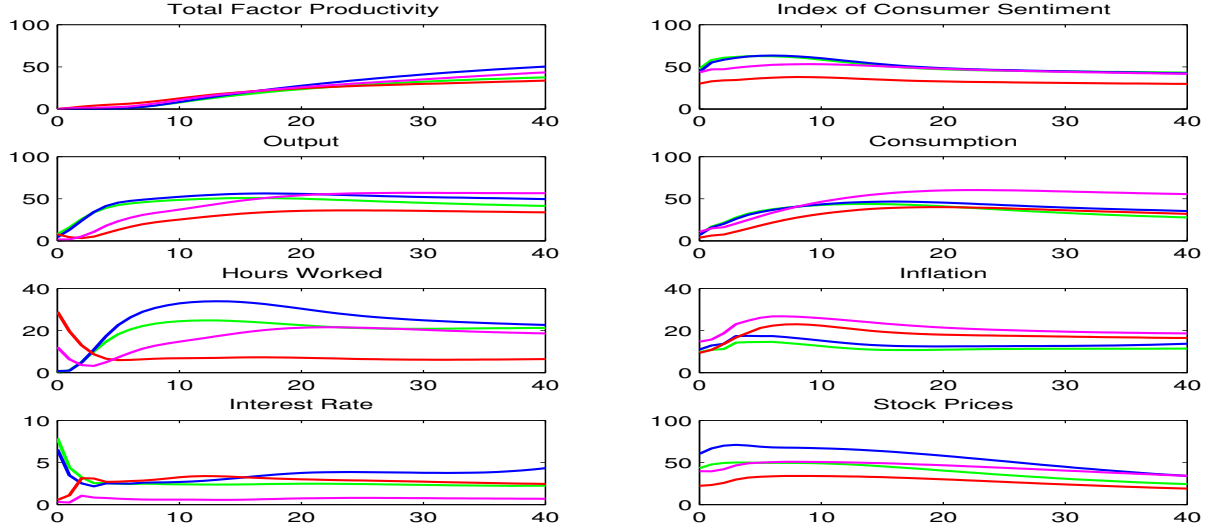 Total Factor Productivity
100
50
0
0 10 20 30 40
Index of Consumer Sentiment
100
50
0
0 10 20 30 40
Output
100
50
0
0 10 20 30 40
Consumption
100
50
0
0 10 20 30 40
Hours Worked
40
20
0
0 10 20 30 40
Inflation
40
20
0
0 10 20 30 40
Interest Rate
10
5
0
0 10 20 30 40
Stock Prices
100
50
0
0 10 20 30 40